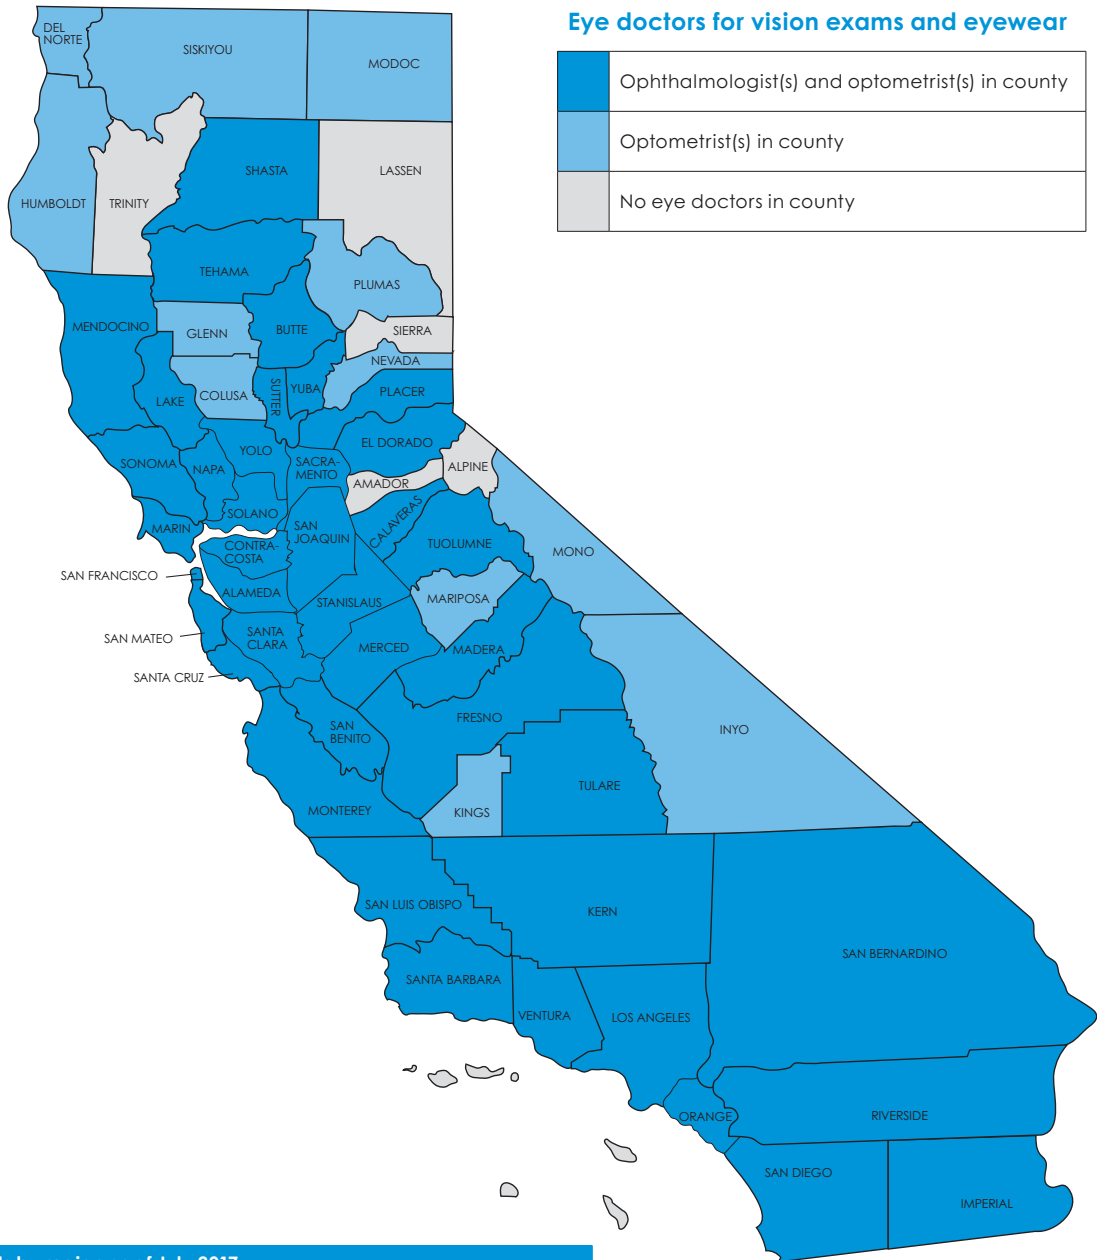 Eye doctors for vision exams and eyewear
Ophthalmologist(s) and optometrist(s) in county
Optometrist(s) in county
No eye doctors in county
DEL
NORTE
SISKIYOU
MODOC
HUMBOLDT
TRINITY
SHASTA
LASSEN
TEHAMA
PLUMAS
MENDOCINO
GLENN
BUTTE
SIERRA
NEVADA
LAKE
COLUSA
SUTTER
YUBA
PLACER
SONOMA
NAPA
YOLO
SACRA-
MENTO
EL DORADO
ALPINE
AMADOR
MARIN
SOLANO
SAN
JOAQUIN
CALAVERAS
TUOLUMNE
MONO
CONTRA-
COSTA
SAN FRANCISCO
ALAMEDA
STANISLAUS
MARIPOSA
SAN MATEO
SANTA
CLARA
MERCED
MADERA
SANTA CRUZ
SAN
BENITO
FRESNO
INYO
MONTEREY
KINGS
TULARE
SAN LUIS OBISPO
KERN
SAN BERNARDINO
SANTA BARBARA
VENTURA
LOS ANGELES
ORANGE
RIVERSIDE
SAN DIEGO
IMPERIAL